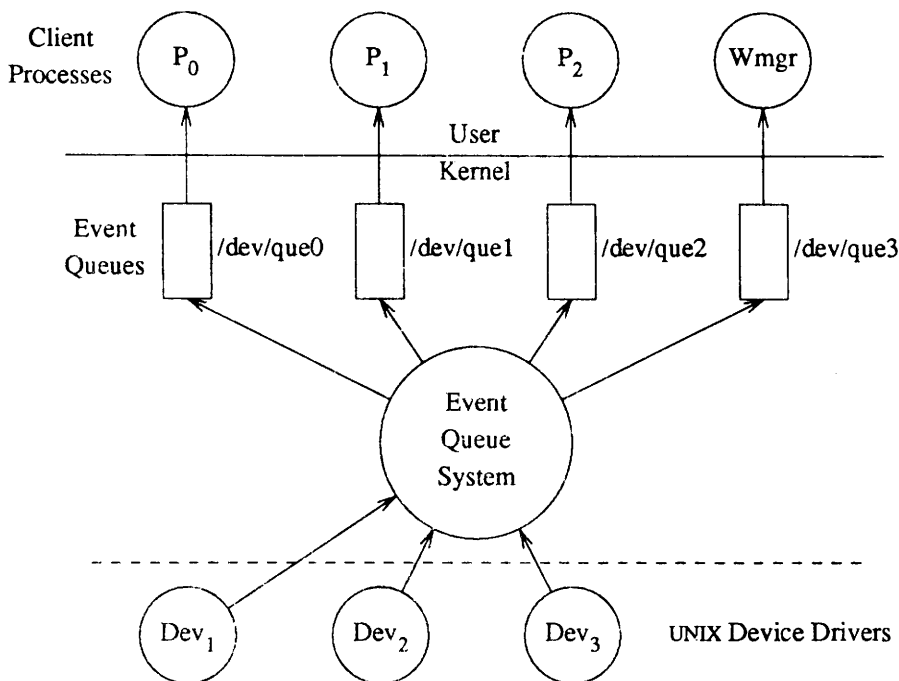 Client
Processes
P0
P1
P2
Wmgr
User
Kernel
Event
Queues
/dev/que0
/dev/que1
/dev/que2
/dev/que3
Event
Queue
System
Dev1
Dev2
Dev3
UNIX Device Drivers